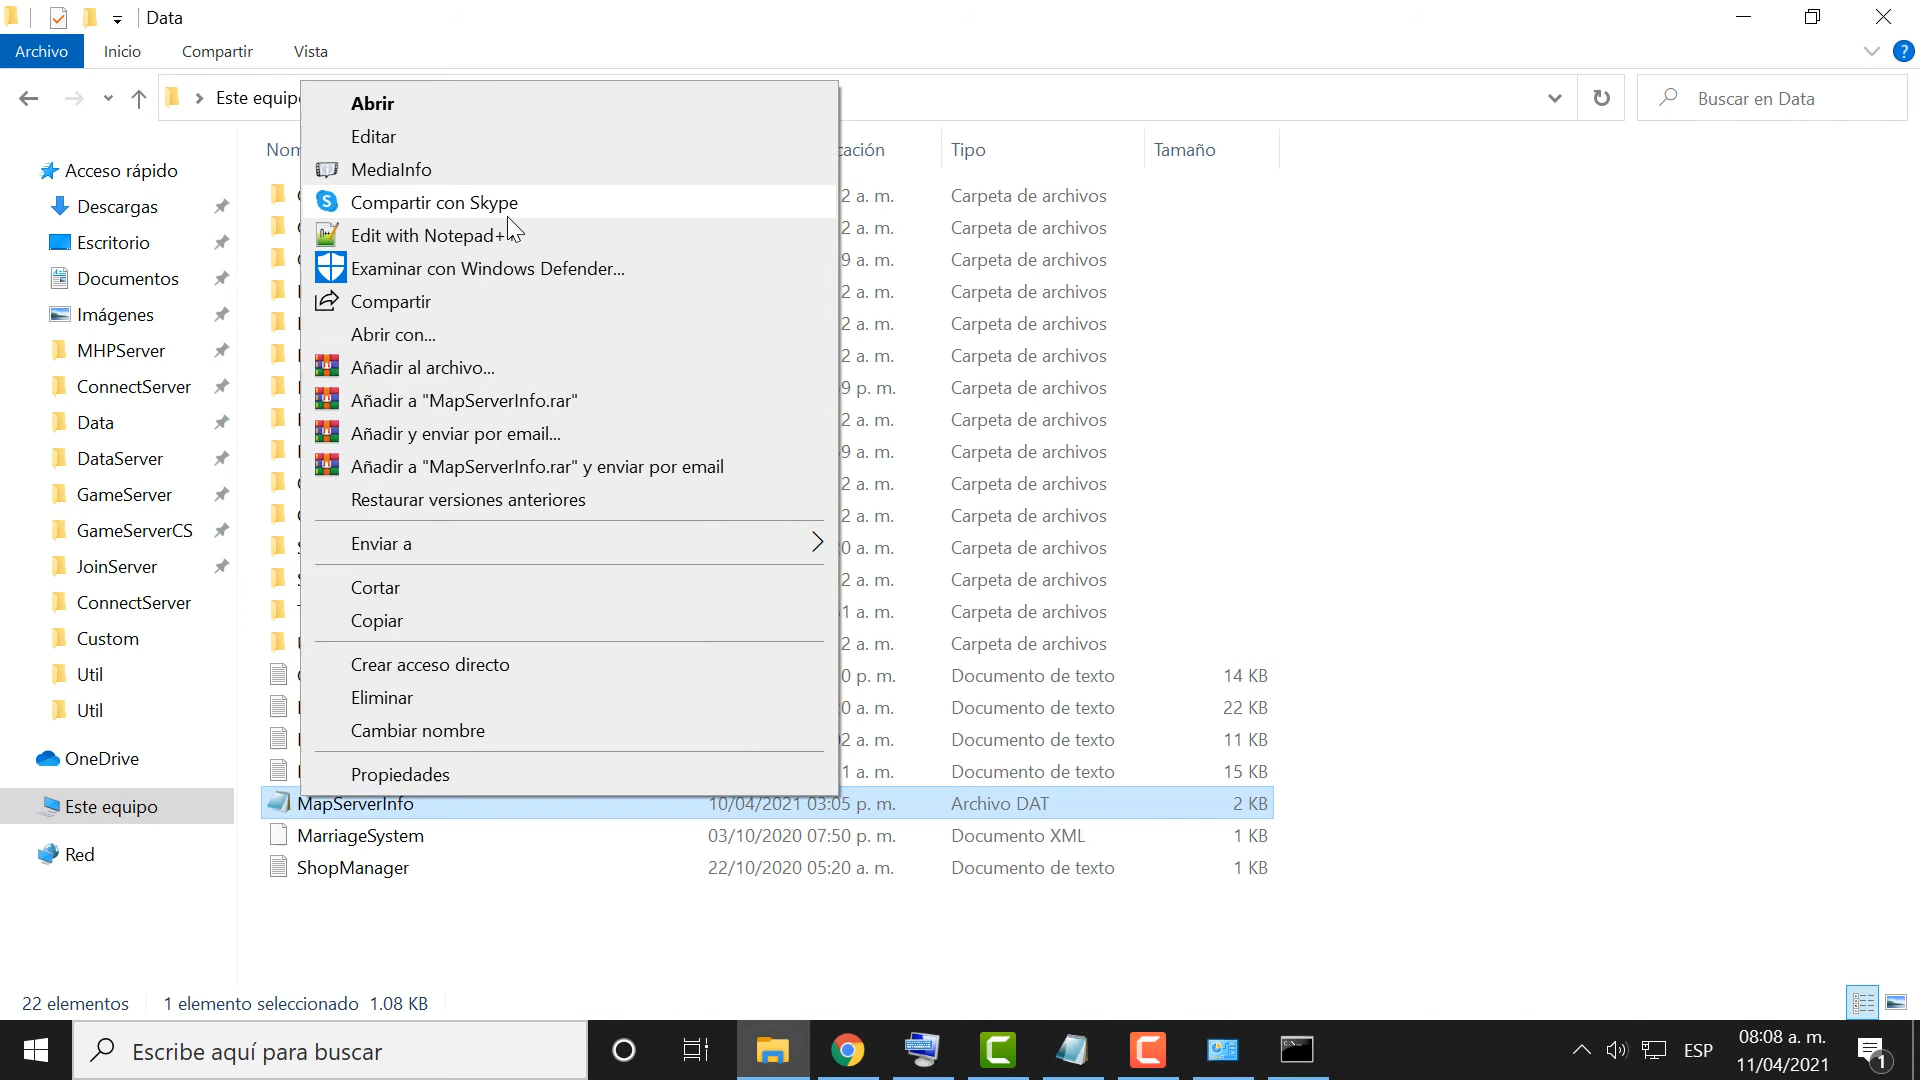 Data
Archivo Inicio Compartir Vista
Este equipo
Buscar en Data
Acceso rápido
Descargas
Escritorio
Documentos
Imágenes
MHPServer
ConnectServer
Data
DataServer
GameServer
GameServerCS
JoinServer
ConnectServer
Custom
Util
Util
OneDrive
Este equipo
Red
Abrir
Editar
MediaInfo
Compartir con Skype
Edit with Notepad+
Examinar con Windows Defender...
Compartir
Abrir con...
Añadir al archivo...
Añadir a "MapServerInfo.rar"
Añadir y enviar por email...
Añadir a "MapServerInfo.rar" y enviar por email
Restaurar versiones anteriores
Enviar a
Cortar
Copiar
Crear acceso directo
Eliminar
Cambiar nombre
Propiedades
Tipo Tamaño
2 a. m. Carpeta de archivos
2 a. m. Carpeta de archivos
9 a. m. Carpeta de archivos
2 a. m. Carpeta de archivos
2 a. m. Carpeta de archivos
2 a. m. Carpeta de archivos
9 p. m. Carpeta de archivos
2 a. m. Carpeta de archivos
9 a. m. Carpeta de archivos
2 a. m. Carpeta de archivos
2 a. m. Carpeta de archivos
0 a. m. Carpeta de archivos
2 a. m. Carpeta de archivos
1 a. m. Carpeta de archivos
2 a. m. Carpeta de archivos
0 p. m. Documento de texto 14 KB
0 a. m. Documento de texto 22 KB
2 a. m. Documento de texto 11 KB
1 a. m. Documento de texto 15 KB
MapServerInfo 10/04/2021 03:05 p. m. Archivo DAT 2 KB
MarriageSystem 03/10/2020 07:50 p. m. Documento XML 1 KB
ShopManager 22/10/2020 05:20 a. m. Documento de texto 1 KB
22 elementos 1 elemento seleccionado 1.08 KB
Escribe aquí para buscar
ESP
08:08 a. m.
11/04/2021
1